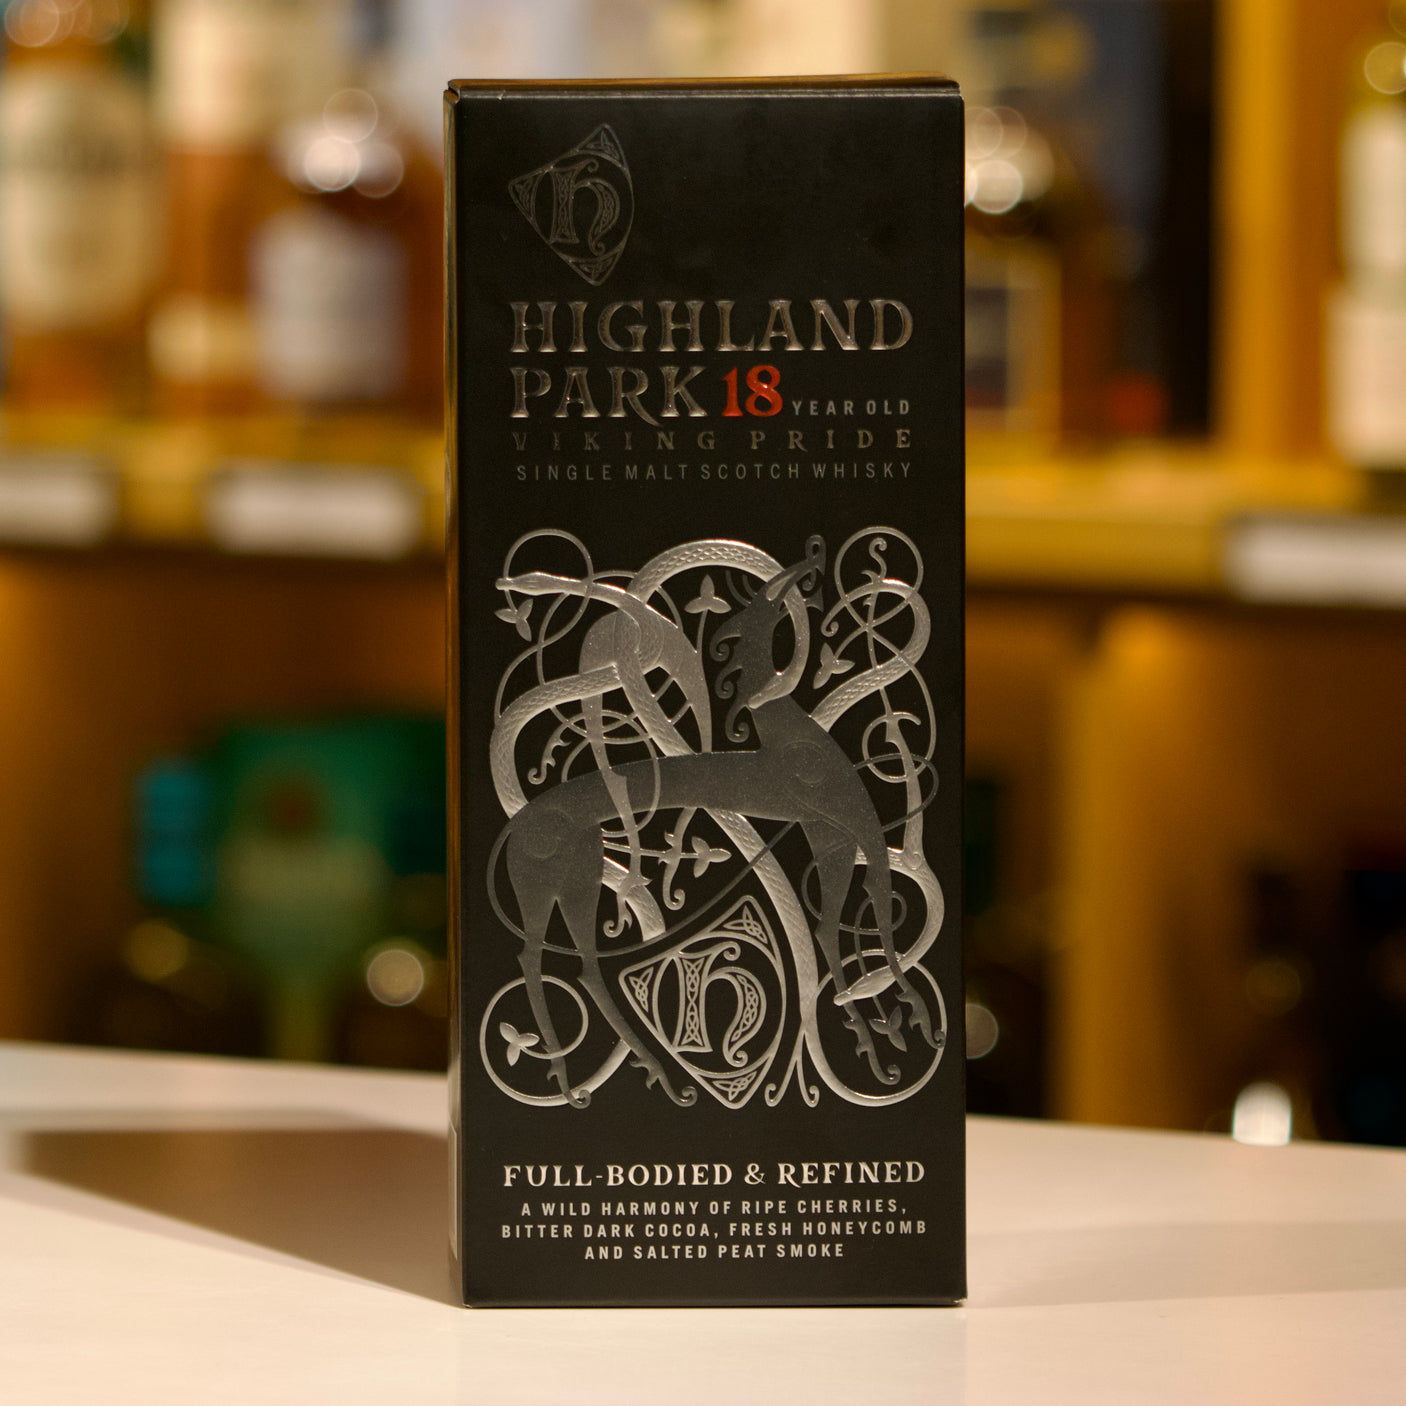 h
HIGHLAND
PARK 18 YEAR OLD
VIKING PRIDE
SINGLE MALT SCOTCH WHISKY
h
FULL-BODIED & REFINED
A WILD HARMONY OF RIPE CHERRIES,
BITTER DARK COCOA, FRESH HONEYCOMB
AND SALTED PEAT SMOKE